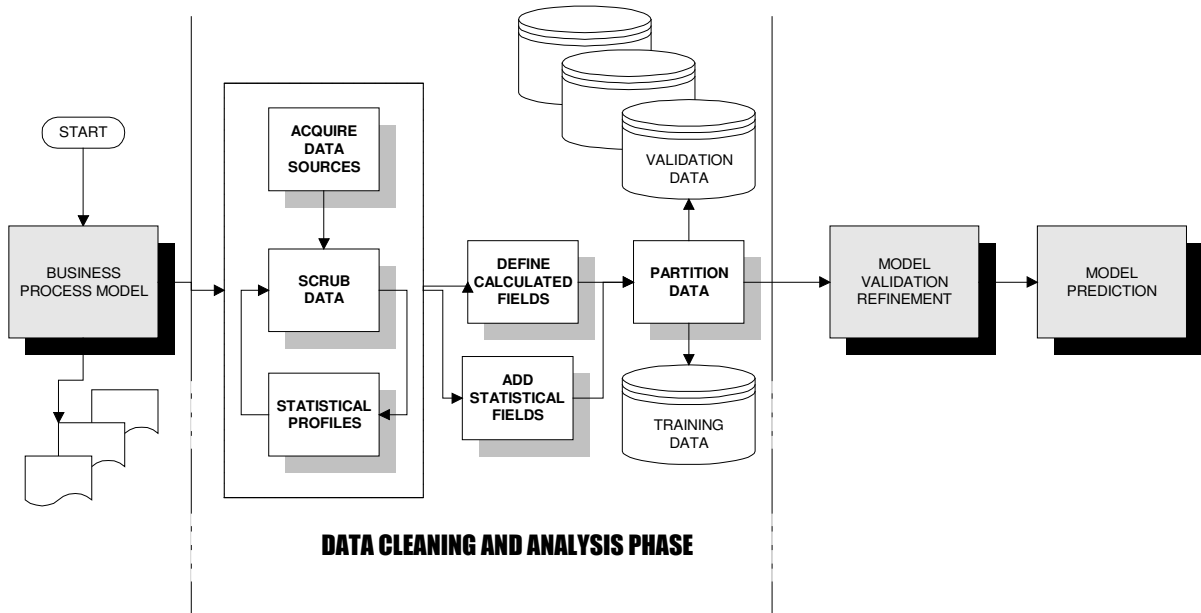 START
BUSINESS
PROCESS MODEL
ACQUIRE
DATA
SOURCES
SCRUB
DATA
STATISTICAL
PROFILES
DEFINE
CALCULATED
FIELDS
ADD
STATISTICAL
FIELDS
VALIDATION
DATA
PARTITION
DATA
TRAINING
DATA
MODEL
VALIDATION
REFINEMENT
MODEL
PREDICTION
DATA CLEANING AND ANALYSIS PHASE